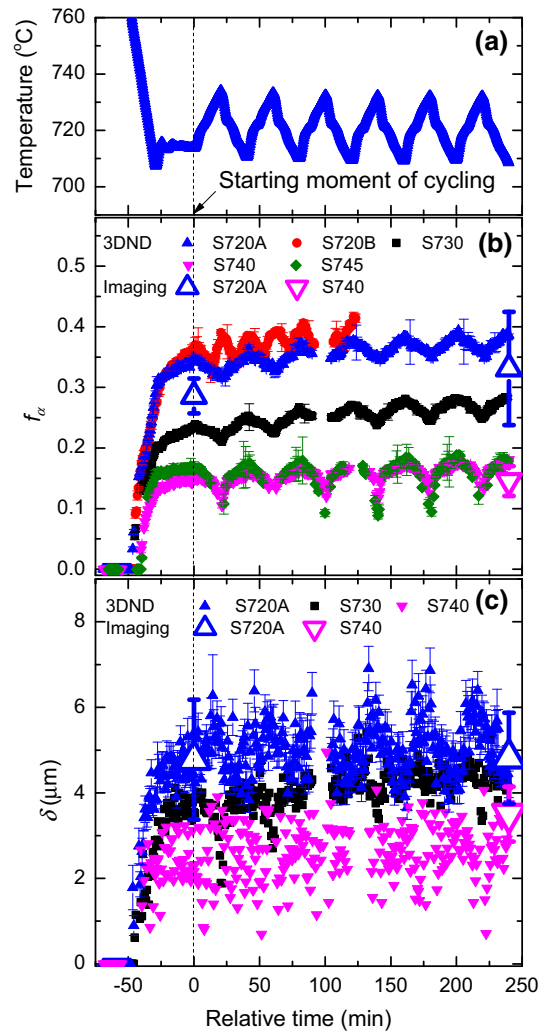 760
(a)
740
720
700
Temperature (°C)
Starting moment of cycling
(b)
3DND S720A S720B S730
S740 S745
Imaging S720A S740
0.5
0.4
0.3
0.2
0.1
0.0
fα
(c)
3DND S720A S730 S740
Imaging S720A S740
8
6
4
2
0
δ (μm)
-50 0 50 100 150 200 250
Relative time (min)